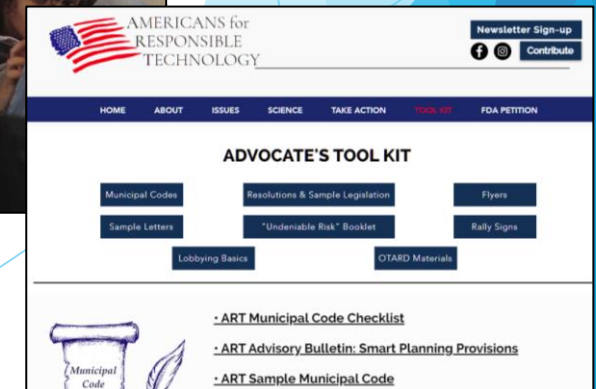 AMERICANS for
RESPONSIBLE
TECHNOLOGY
Newsletter Sign-up
Contribute
HOME ABOUT ISSUES SCIENCE TAKE ACTION TOOL KIT FDA PETITION
ADVOCATE'S TOOL KIT
Municipal Codes Resolutions & Sample Legislation Flyers
Sample Letters "Undeniable Risk" Booklet Rally Signs
Lobbying Basics OTARD Materials
· ART Municipal Code Checklist
· ART Advisory Bulletin: Smart Planning Provisions
· ART Sample Municipal Code
Municipal
Code